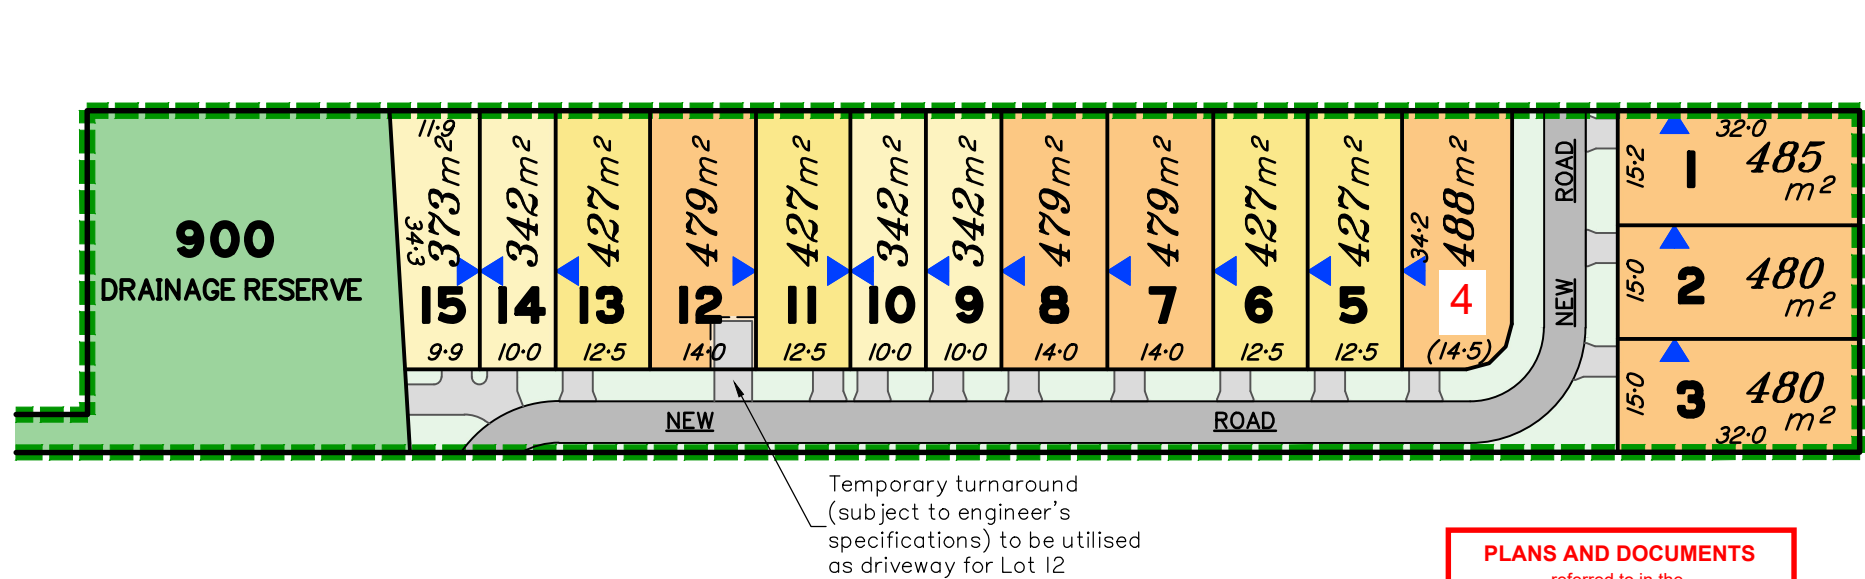 900
DRAINAGE RESERVE
11·9
34·3
373m²
15
9·9
342m²
14
10·0
427m²
13
12·5
479m²
12
14·0
427m²
11
12·5
342m²
10
10·0
342m²
9
10·0
479m²
8
14·0
479m²
7
14·0
427m²
6
12·5
427m²
5
12·5
34·2
488m²
4
(14·5)
NEW ROAD
32·0
15·2
1
485
m²
15·0
2
480
m²
15·0
3
480
m²
32·0
NEW ROAD
Temporary turnaround
(subject to engineer's
specifications) to be utilised
as driveway for Lot 12
PLANS AND DOCUMENTS
referred to in the